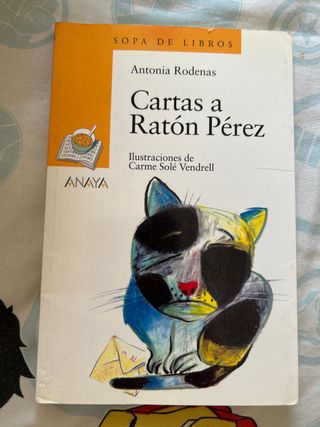 SOPA DE LIBROS
Antonia Rodenas
Cartas a
Ratón Pérez
Ilustraciones de
Carme Solé Vendrell
ANAYA